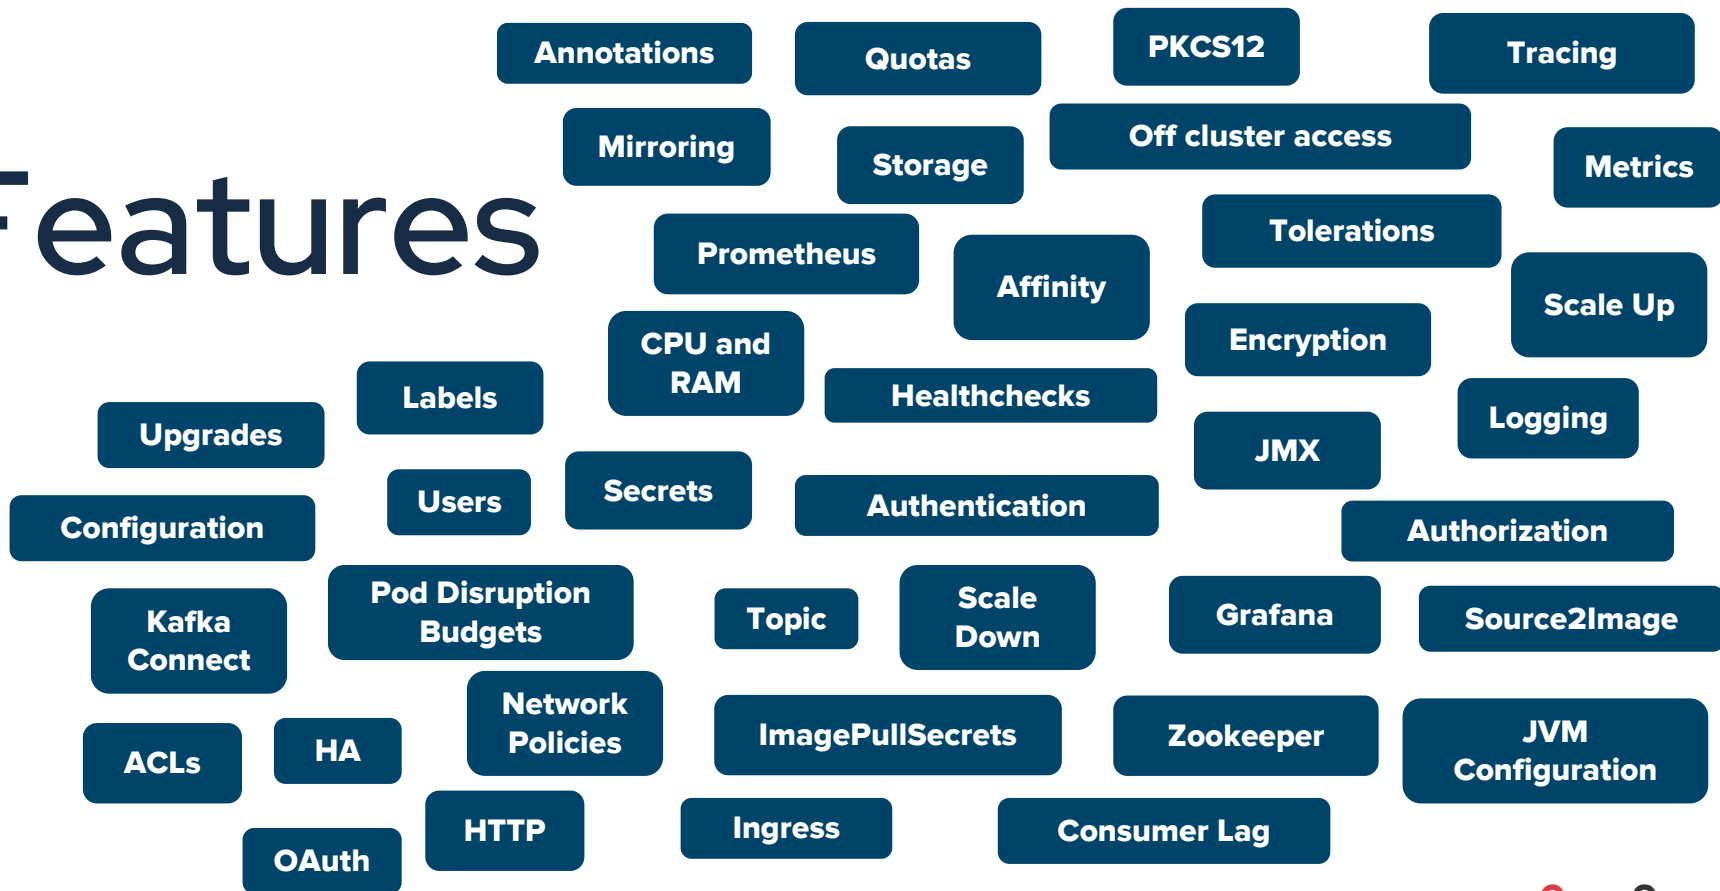 Annotations
Quotas
PKCS12
Tracing
Mirroring
Storage
Off cluster access
Metrics
Features
Prometheus
Affinity
Tolerations
Scale Up
CPU and
RAM
Encryption
Labels
Healthchecks
Logging
Upgrades
JMX
Users
Secrets
Authentication
Configuration
Authorization
Kafka
Connect
Pod Disruption
Budgets
Topic
Scale
Down
Grafana
Source2Image
Network
Policies
ImagePullSecrets
Zookeeper
JVM
Configuration
ACLs
HA
HTTP
Ingress
Consumer Lag
OAuth